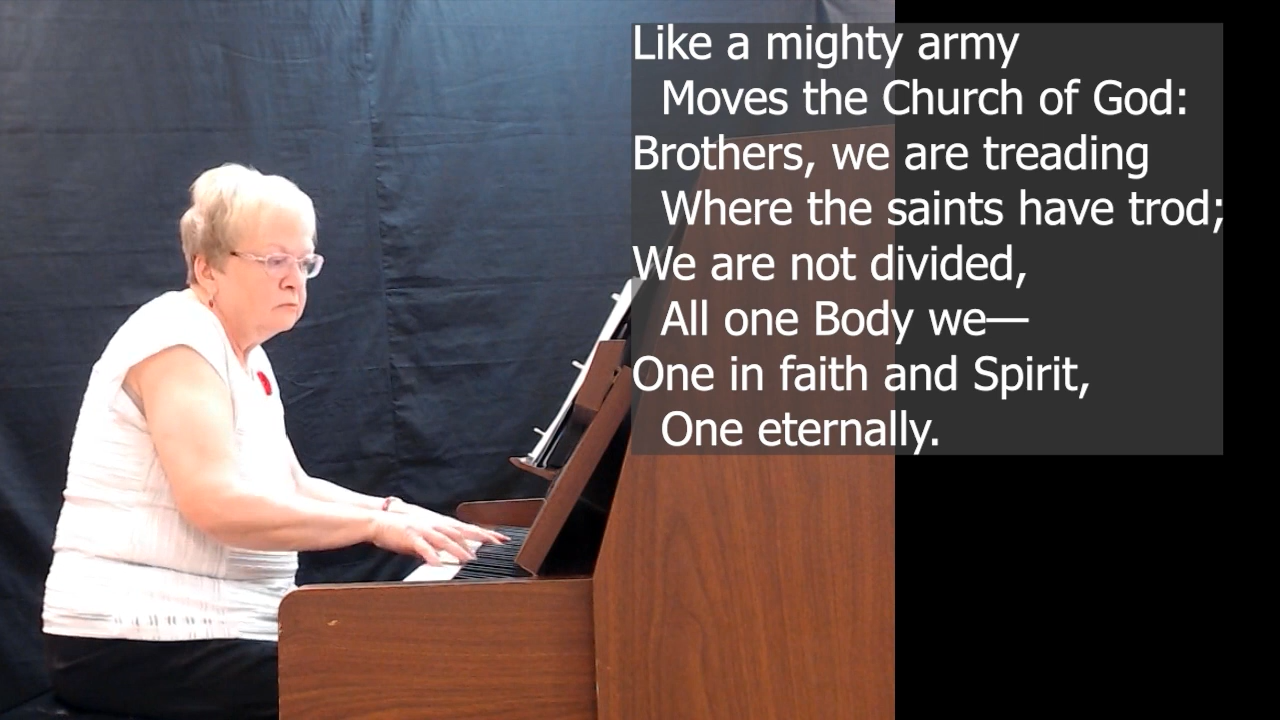 Like a mighty army
Moves the Church of God:
Brothers, we are treading
Where the saints have trod;
We are not divided,
All one Body we—
One in faith and Spirit,
One eternally.